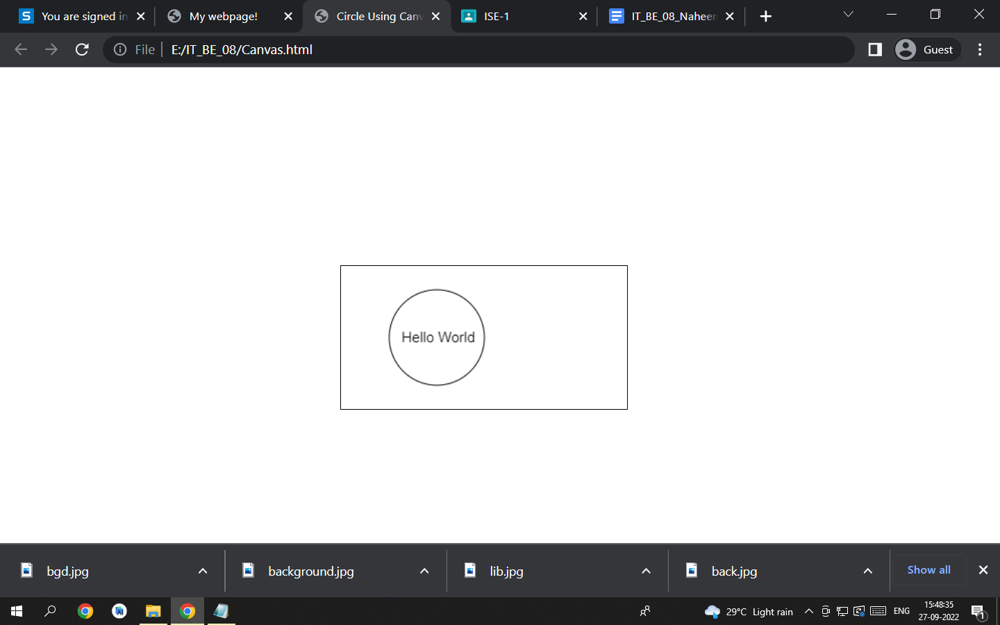 You are signed in
My webpage!
Circle Using Canv
ISE-1
IT_BE_08_Naheen
File
E:/IT_BE_08/Canvas.html
Guest
Hello World
bgd.jpg
background.jpg
lib.jpg
back.jpg
Show all
29°C Light rain
ENG
15:48:35
27-09-2022
1